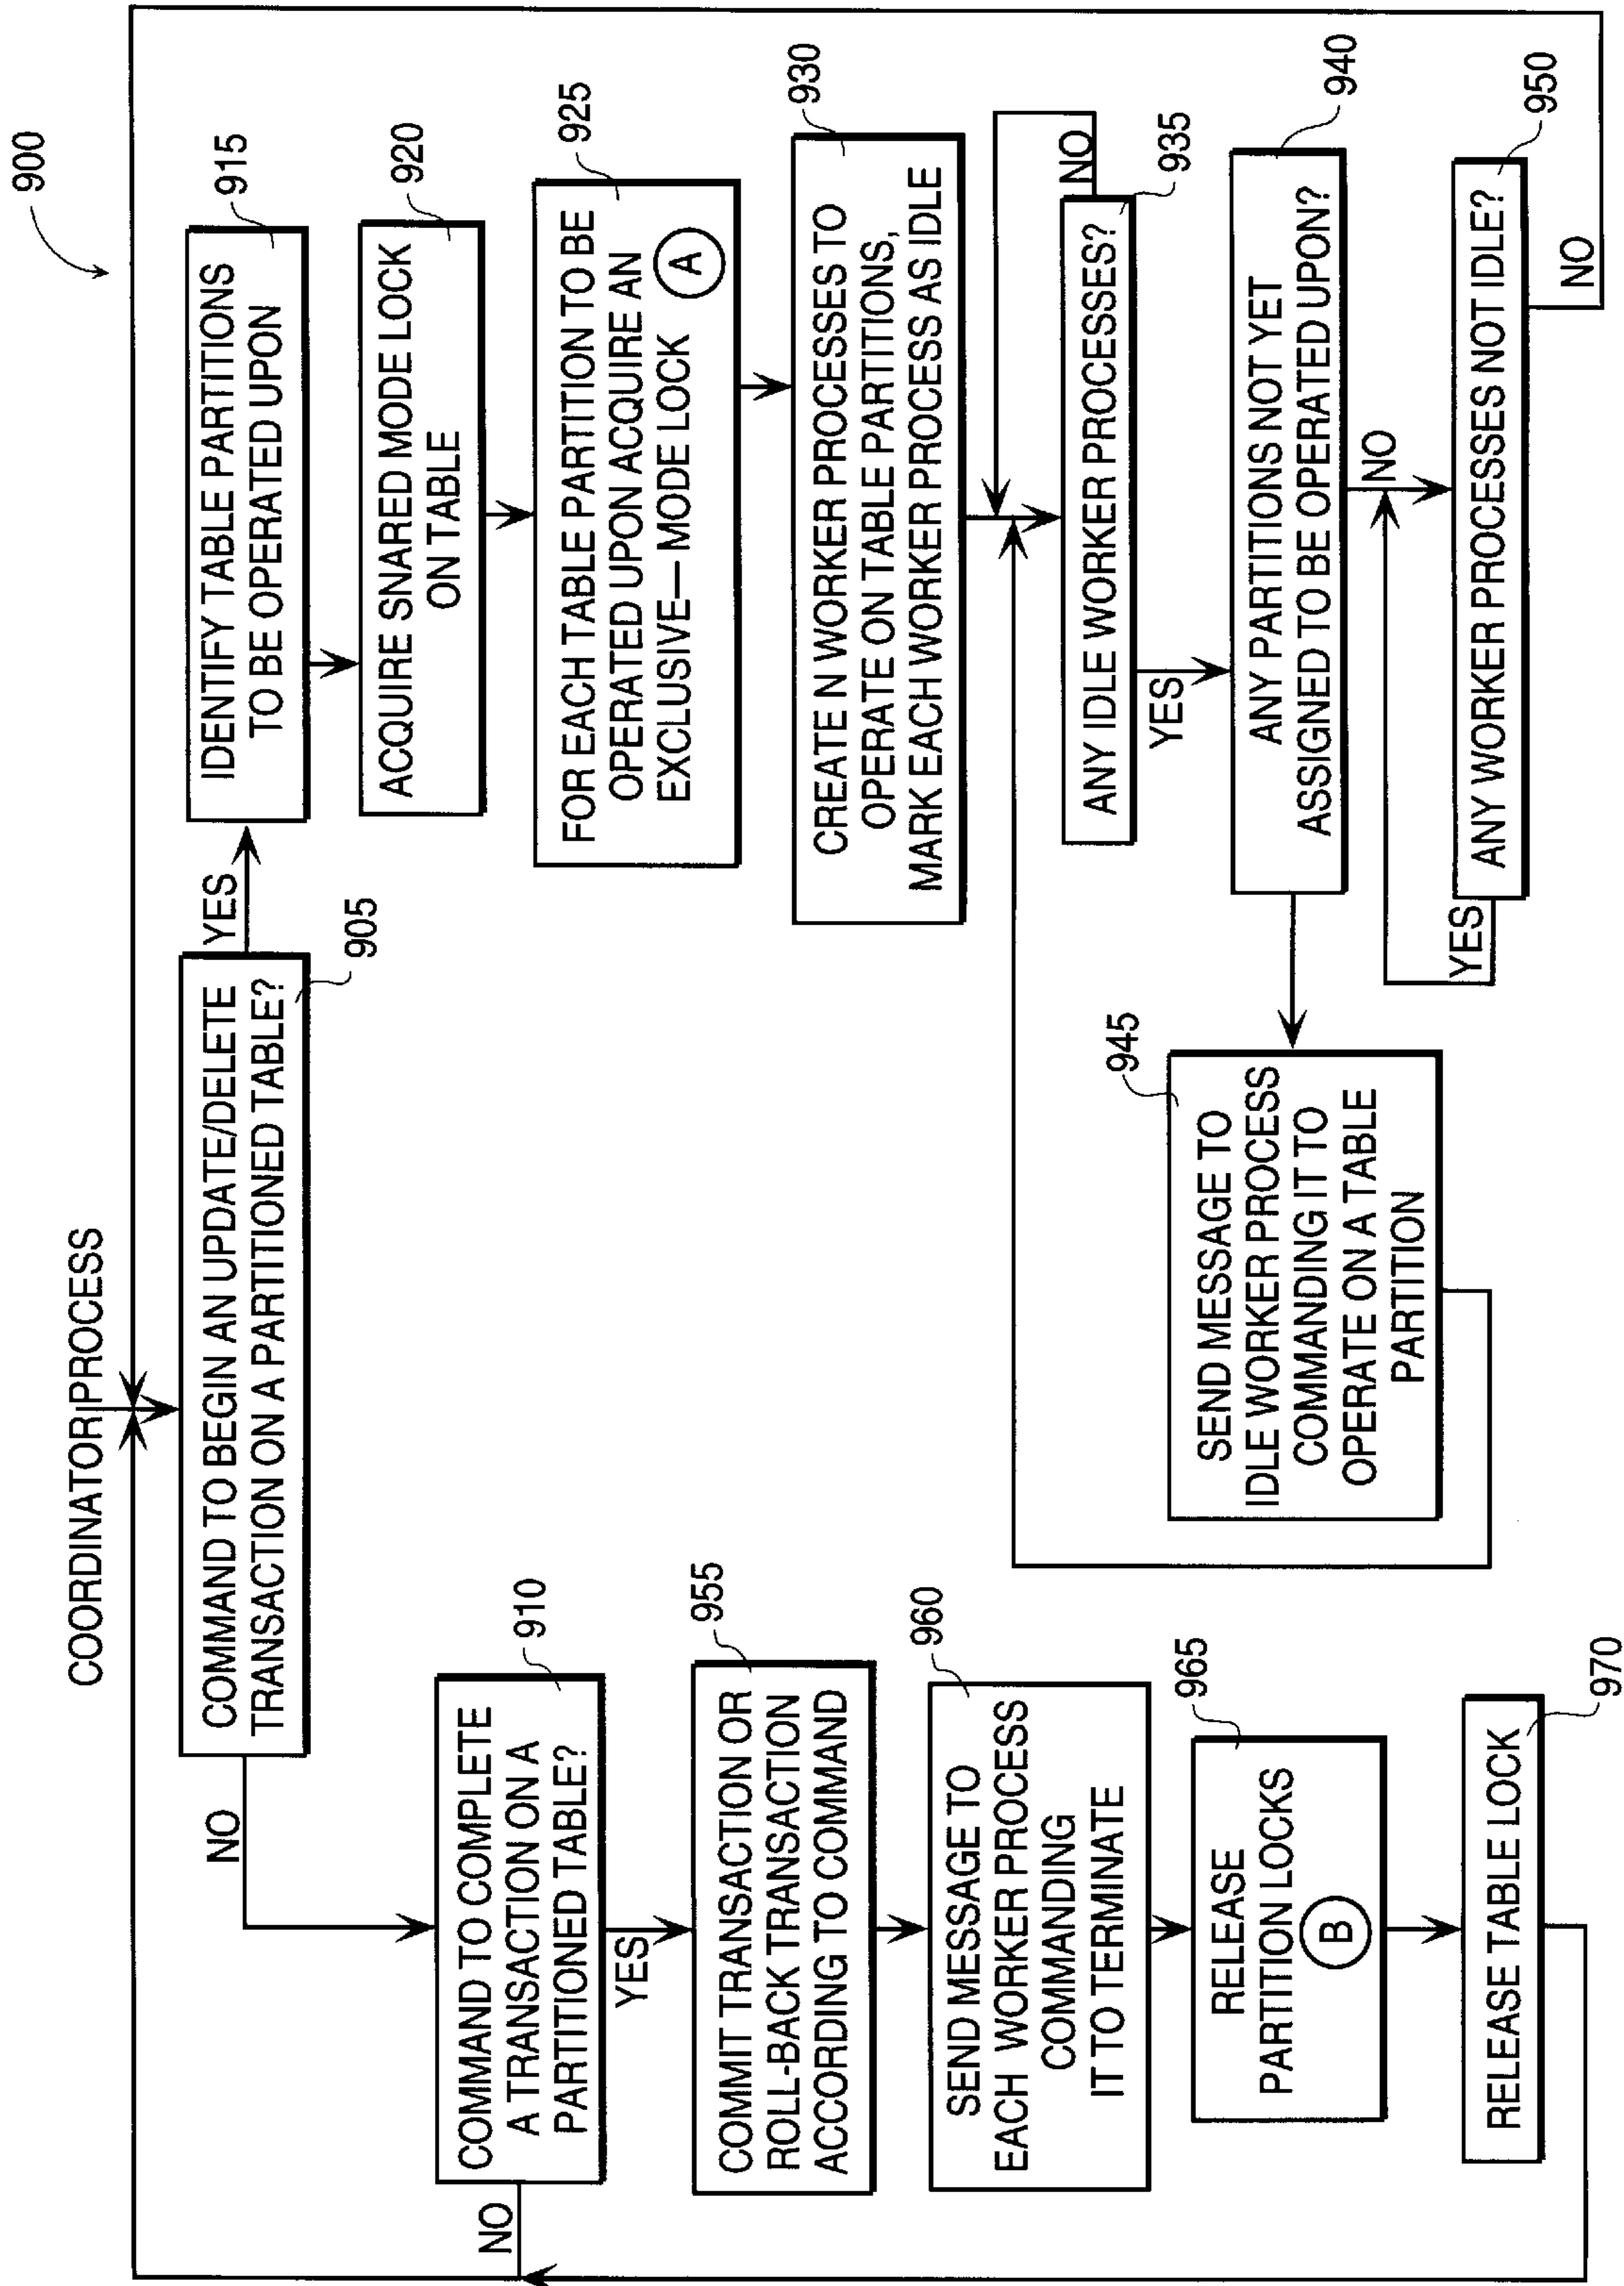 900
COORDINATOR PROCESS
COMMAND TO BEGIN AN UPDATE/DELETE
TRANSACTION ON A PARTITIONED TABLE?
905
NO
YES
IDENTIFY TABLE PARTITIONS
TO BE OPERATED UPON
915
ACQUIRE SNARED MODE LOCK
ON TABLE
920
FOR EACH TABLE PARTITION TO BE
OPERATED UPON ACQUIRE AN
EXCLUSIVE— MODE LOCK
A
925
CREATE N WORKER PROCESSES TO
OPERATE ON TABLE PARTITIONS,
MARK EACH WORKER PROCESS AS IDLE
930
ANY IDLE WORKER PROCESSES?
NO
935
YES
ANY PARTITIONS NOT YET
ASSIGNED TO BE OPERATED UPON?
940
NO
945
SEND MESSAGE TO
IDLE WORKER PROCESS
COMMANDING IT TO
OPERATE ON A TABLE
PARTITION
ANY WORKER PROCESSES NOT IDLE?
950
YES
NO
COMMAND TO COMPLETE
A TRANSACTION ON A
PARTITIONED TABLE?
910
NO
YES
COMMIT TRANSACTION OR
ROLL-BACK TRANSACTION
ACCORDING TO COMMAND
955
SEND MESSAGE TO
EACH WORKER PROCESS
COMMANDING
IT TO TERMINATE
960
RELEASE
PARTITION LOCKS
B
965
RELEASE TABLE LOCK
970